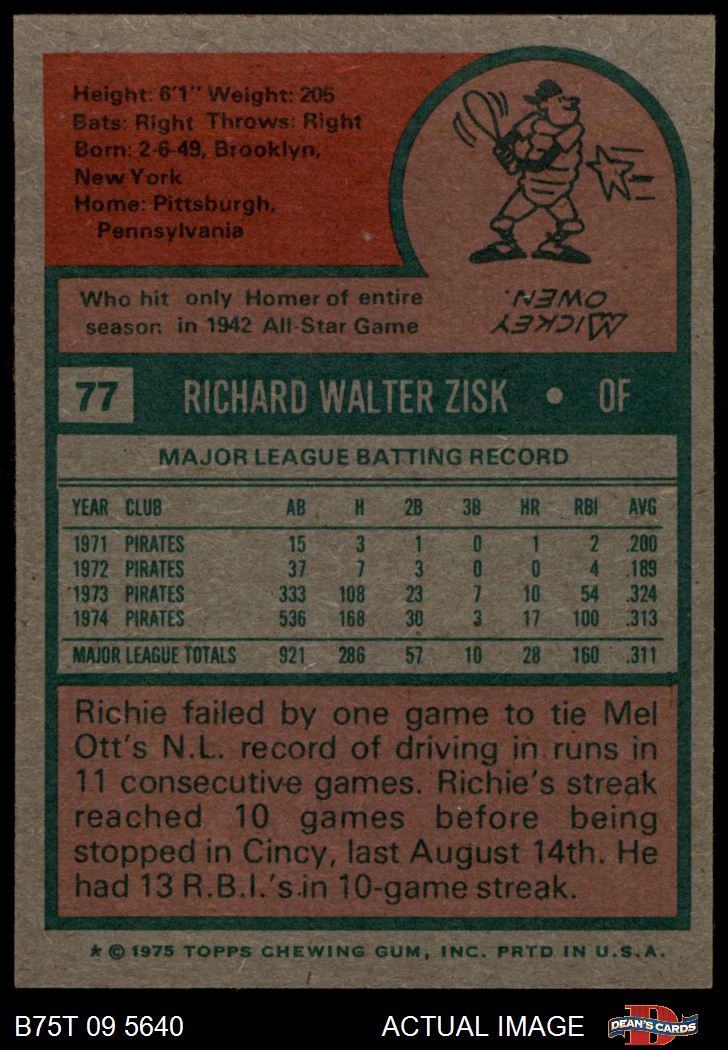 Height: 6'1" Weight: 205
Bats: Right Throws: Right
Born: 2-6-49, Brooklyn,
New York
Home: Pittsburgh,
Pennsylvania
Who hit only Homer of entire
season in 1942 All-Star Game
MICKEY
OWEN.
77 RICHARD WALTER ZISK • OF
MAJOR LEAGUE BATTING RECORD
YEAR CLUB AB H 2B 3B HR RBI AVG
1971 PIRATES 15 3 1 0 1 2 .200
1972 PIRATES 37 7 3 0 0 4 .189
1973 PIRATES 333 108 23 7 10 54 .324
1974 PIRATES 536 168 30 3 17 100 .313
MAJOR LEAGUE TOTALS 921 286 57 10 28 160 .311
Richie failed by one game to tie Mel
Ott's N.L. record of driving in runs in
11 consecutive games. Richie's streak
reached 10 games before being
stopped in Cincy, last August 14th. He
had 13 R.B.I.'s in 10-game streak.
* © 1975 TOPPS CHEWING GUM, INC. PRTD IN U.S.A.
B75T 09 5640 ACTUAL IMAGE
D
DEAN'S CARDS